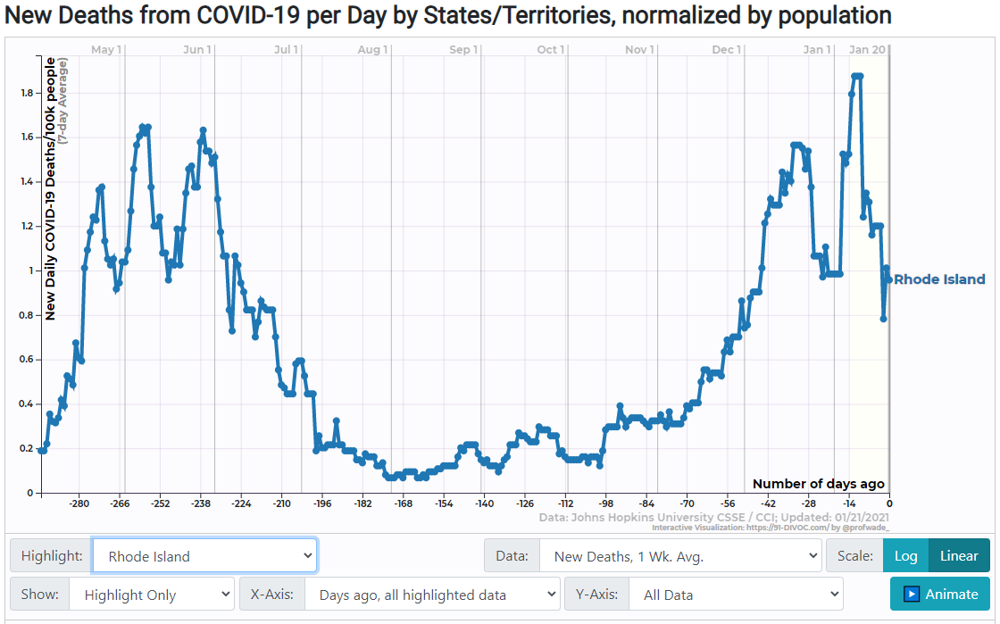 New Deaths from COVID-19 per Day by States/Territories, normalized by population
May 1 Jun 1 Jul 1 Aug 1 Sep 1 Oct 1 Nov 1 Dec 1 Jan 1 Jan 20
New Daily COVID-19 Deaths/100k people
(7-day Average)
1.8
1.6
1.4
1.2
1
0.8
0.6
0.4
0.2
0
Rhode Island
Number of days ago
-280 -266 -252 -238 -224 -210 -196 -182 -168 -154 -140 -126 -112 -98 -84 -70 -56 -42 -28 -14 0
Data: Johns Hopkins University CSSE / CCI; Updated: 01/21/2021
Interactive Visualization: https://91-DIVOC.com/ by @profwade_
Highlight: Rhode Island Data: New Deaths, 1 Wk. Avg. Scale: Log Linear
Show: Highlight Only X-Axis: Days ago, all highlighted data Y-Axis: All Data Animate